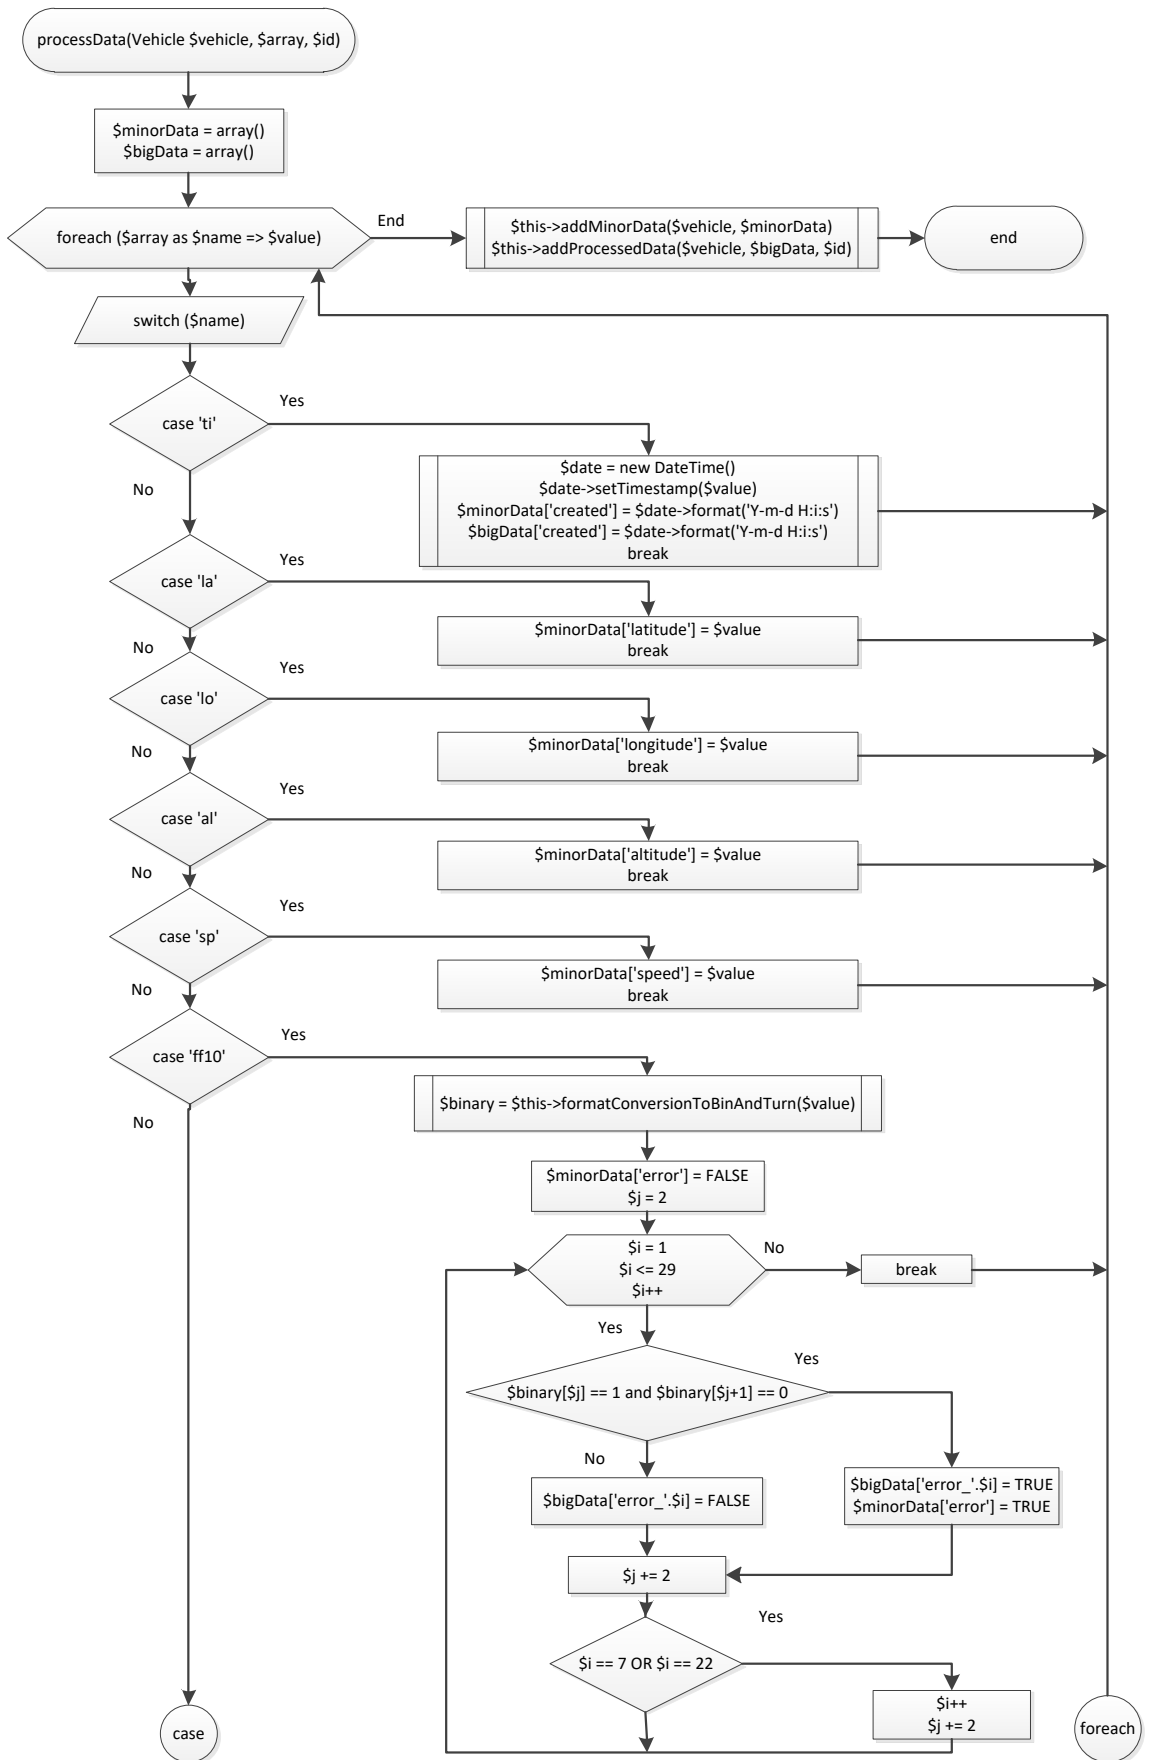 processData(Vehicle $vehicle, $array, $id)
$minorData = array()
$bigData = array()
foreach ($array as $name => $value)
End
$this->addMinorData($vehicle, $minorData)
$this->addProcessedData($vehicle, $bigData, $id)
end
switch ($name)
case 'ti'
Yes
$date = new DateTime()
$date->setTimestamp($value)
$minorData['created'] = $date->format('Y-m-d H:i:s')
$bigData['created'] = $date->format('Y-m-d H:i:s')
break
No
case 'la'
Yes
$minorData['latitude'] = $value
break
No
case 'lo'
Yes
$minorData['longitude'] = $value
break
No
case 'al'
Yes
$minorData['altitude'] = $value
break
No
case 'sp'
Yes
$minorData['speed'] = $value
break
No
case 'ff10'
Yes
$binary = $this->formatConversionToBinAndTurn($value)
No
$minorData['error'] = FALSE
$j = 2
$i = 1
$i <= 29
$i++
No
break
Yes
$binary[$j] == 1 and $binary[$j+1] == 0
Yes
No
$bigData['error_'.$i] = FALSE
$bigData['error_'.$i] = TRUE
$minorData['error'] = TRUE
$j += 2
$i == 7 OR $i == 22
Yes
$i++
$j += 2
case
foreach